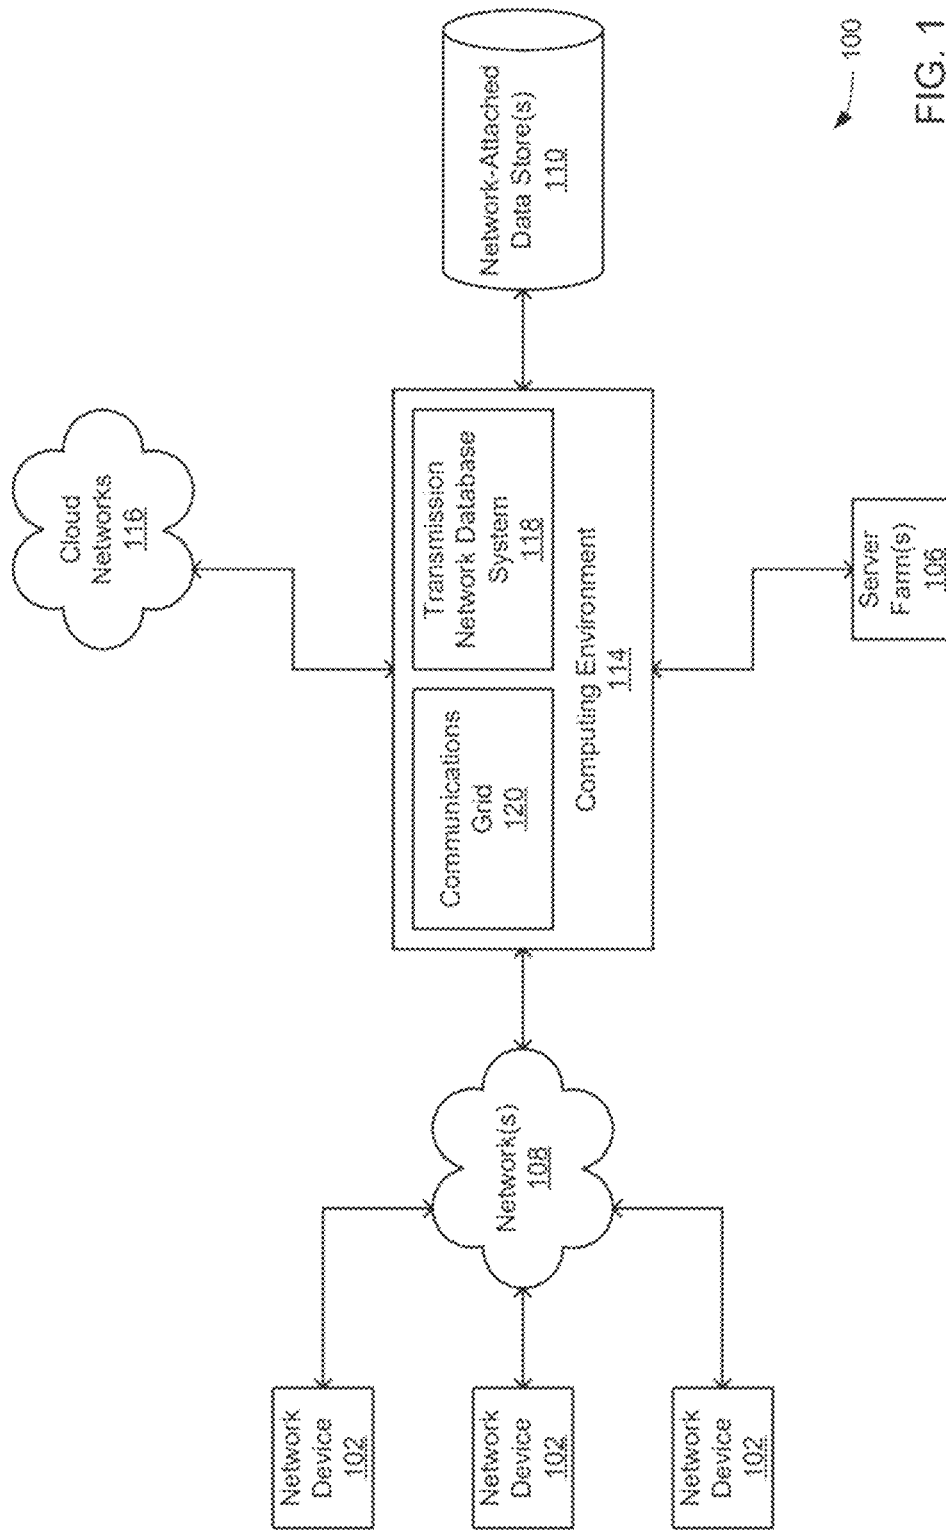 Cloud
Networks
116
Network
Device
102
Network
Device
102
Network
Device
102
Network(s)
108
Communications
Grid
120
Transmission
Network Database
System
118
Computing Environment
114
Network-Attached
Data Store(s)
110
Server
Farm(s)
106
100
FIG. 1